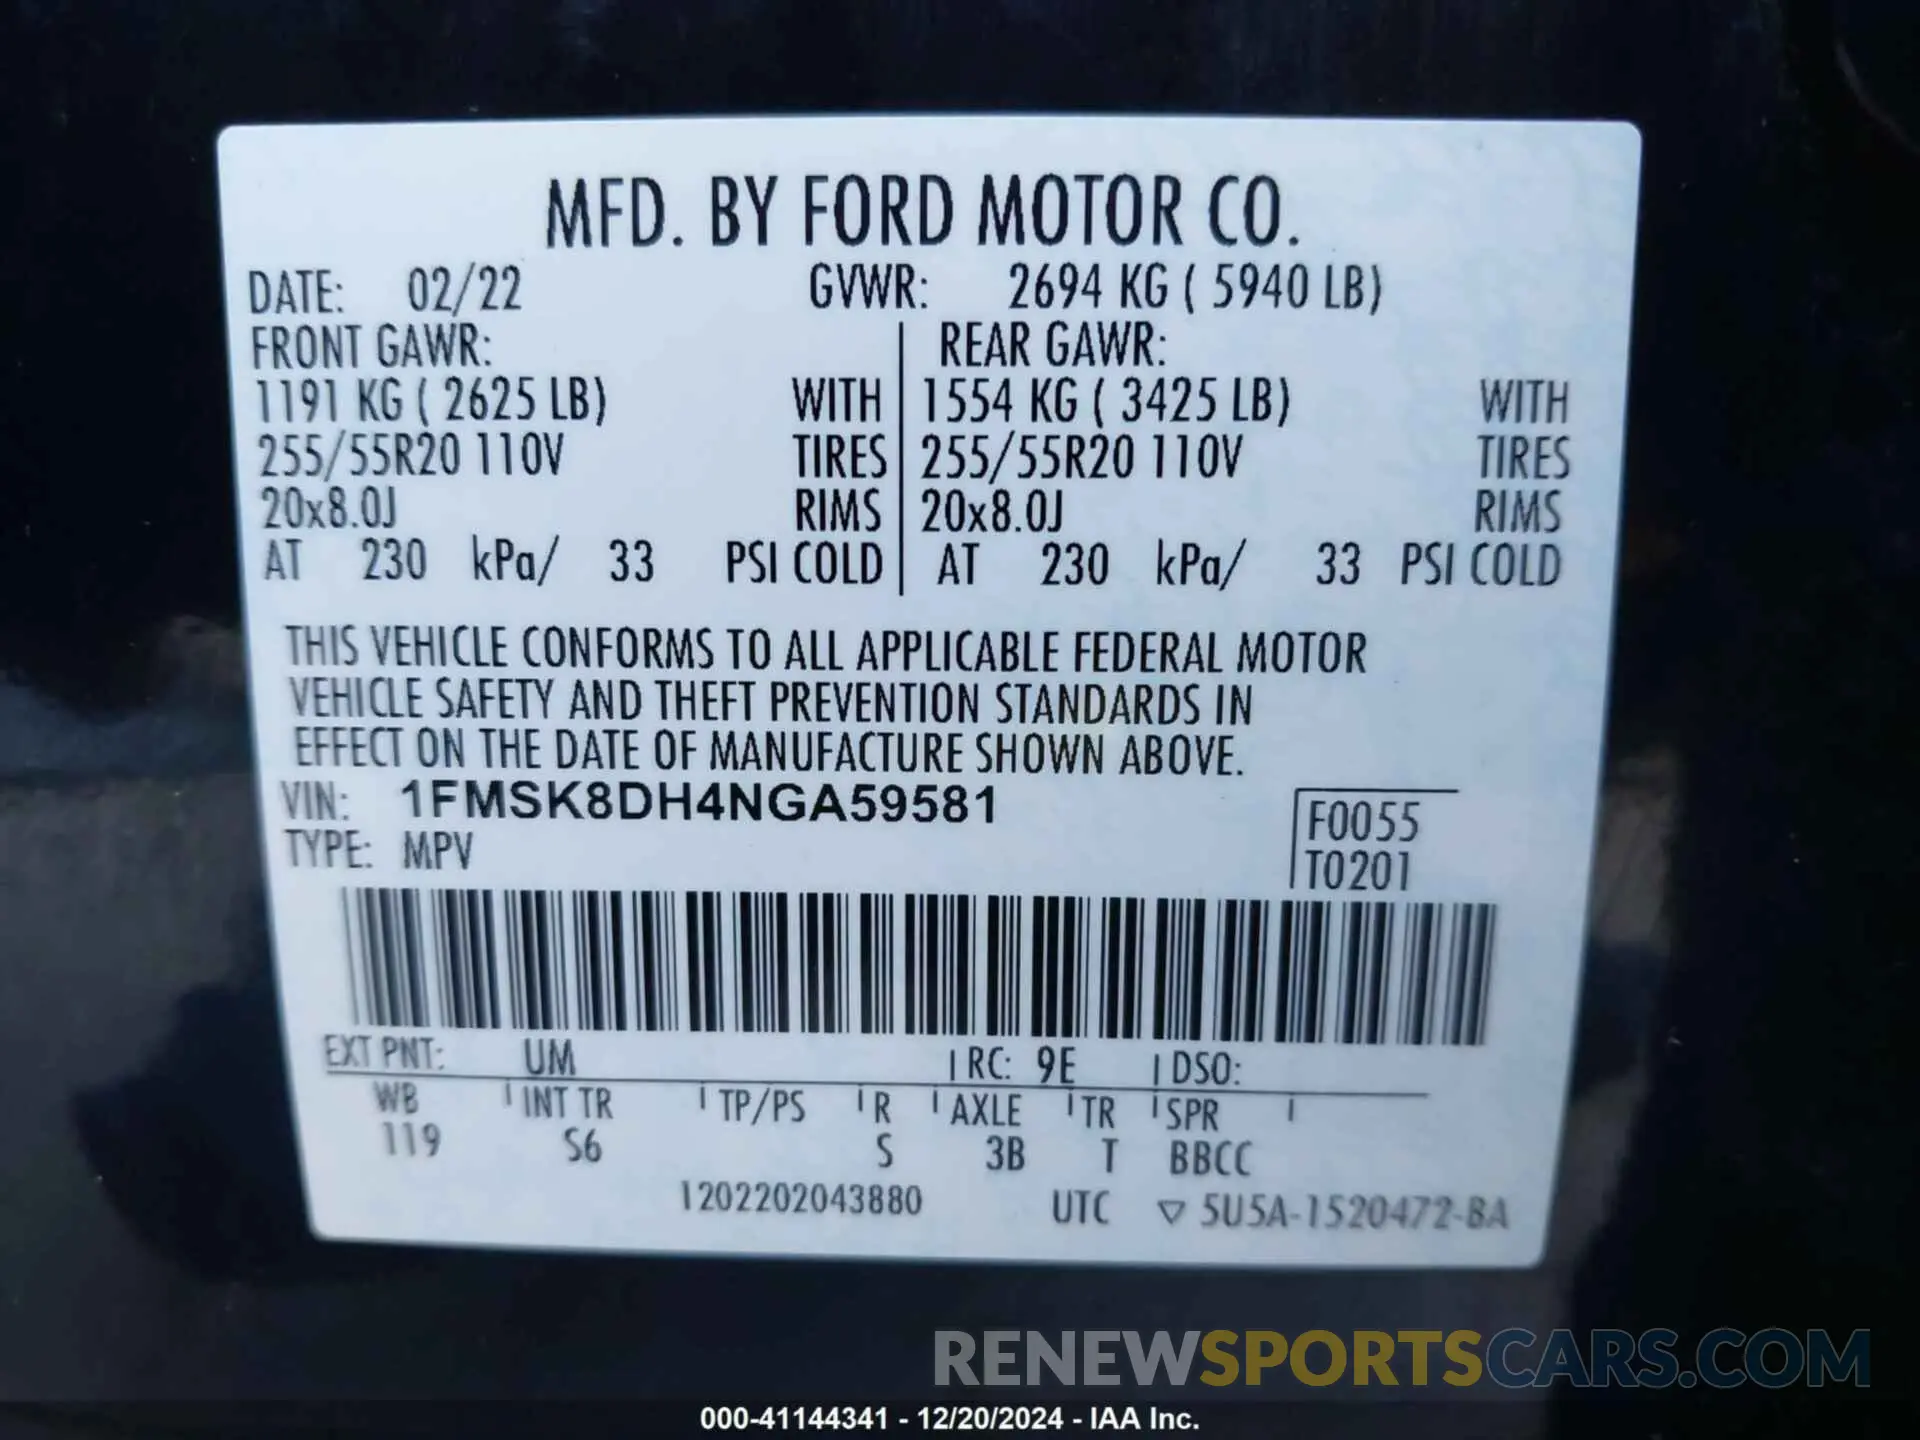 MFD. BY FORD MOTOR CO.
DATE: 02/22 GVWR: 2694 KG ( 5940 LB)
FRONT GAWR: REAR GAWR:
1191 KG ( 2625 LB) WITH 1554 KG ( 3425 LB) WITH
255/55R20 110V TIRES 255/55R20 110V TIRES
20x8.0J RIMS 20x8.0J RIMS
AT 230 kPa/ 33 PSI COLD AT 230 kPa/ 33 PSI COLD
THIS VEHICLE CONFORMS TO ALL APPLICABLE FEDERAL MOTOR
VEHICLE SAFETY AND THEFT PREVENTION STANDARDS IN
EFFECT ON THE DATE OF MANUFACTURE SHOWN ABOVE.
VIN: 1FMSK8DH4NGA59581
F0055
TYPE: MPV
T0201
EXT PNT: UM RC: 9E DSO:
WB INT TR TP/PS R AXLE TR SPR
119 S6 S 3B T BBCC
1202202043880 UTC ▽ 5U5A-1520472-BA
RENEWSPORTSCARS.COM
000-41144341 - 12/20/2024 - IAA Inc.